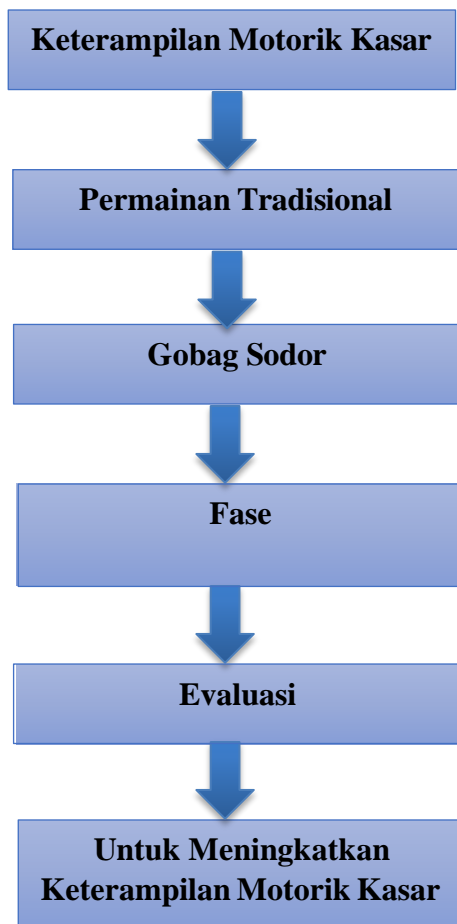 Keterampilan Motorik Kasar
Permainan Tradisional
Gobag Sodor
Fase
Evaluasi
Untuk Meningkatkan
Keterampilan Motorik Kasar